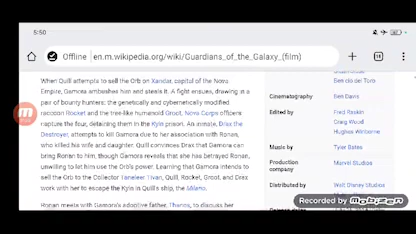 5:50
Offline en.m.wikipedia.org/wiki/Guardians_of_the_Galaxy_(film)
When Quill attempts to sell the Orb on Xandar, capital of the Nova
Empire, Gamora ambushes him and steals it. A fight ensues, drawing in a
pair of bounty hunters: the genetically and cybernetically modified
raccoon Rocket and the tree-like humanoid Groot. Nova Corps officers
capture the four, detaining them in the Kyln prison. An inmate, Drax the
Destroyer, attempts to kill Gamora due to her association with Ronan,
who killed his wife and daughter. Quill convinces Drax that Gamora can
bring Ronan to him, though Gamora reveals that she has betrayed Ronan,
unwilling to let him use the Orb's power. Learning that Gamora intends to
sell the Orb to the Collector Taneleer Tivan, Quill, Rocket, Groot, and Drax
work with her to escape the Kyln in Quill's ship, the Milano.
Ronan meets with Gamora's adoptive father, Thanos, to discuss her
Benicio del Toro
Cinematography Ben Davis
Edited by Fred Raskin
Craig Wood
Hughes Winborne
Music by Tyler Bates
Production company Marvel Studios
Distributed by Walt Disney Studios
Recorded by
MOBIZEN